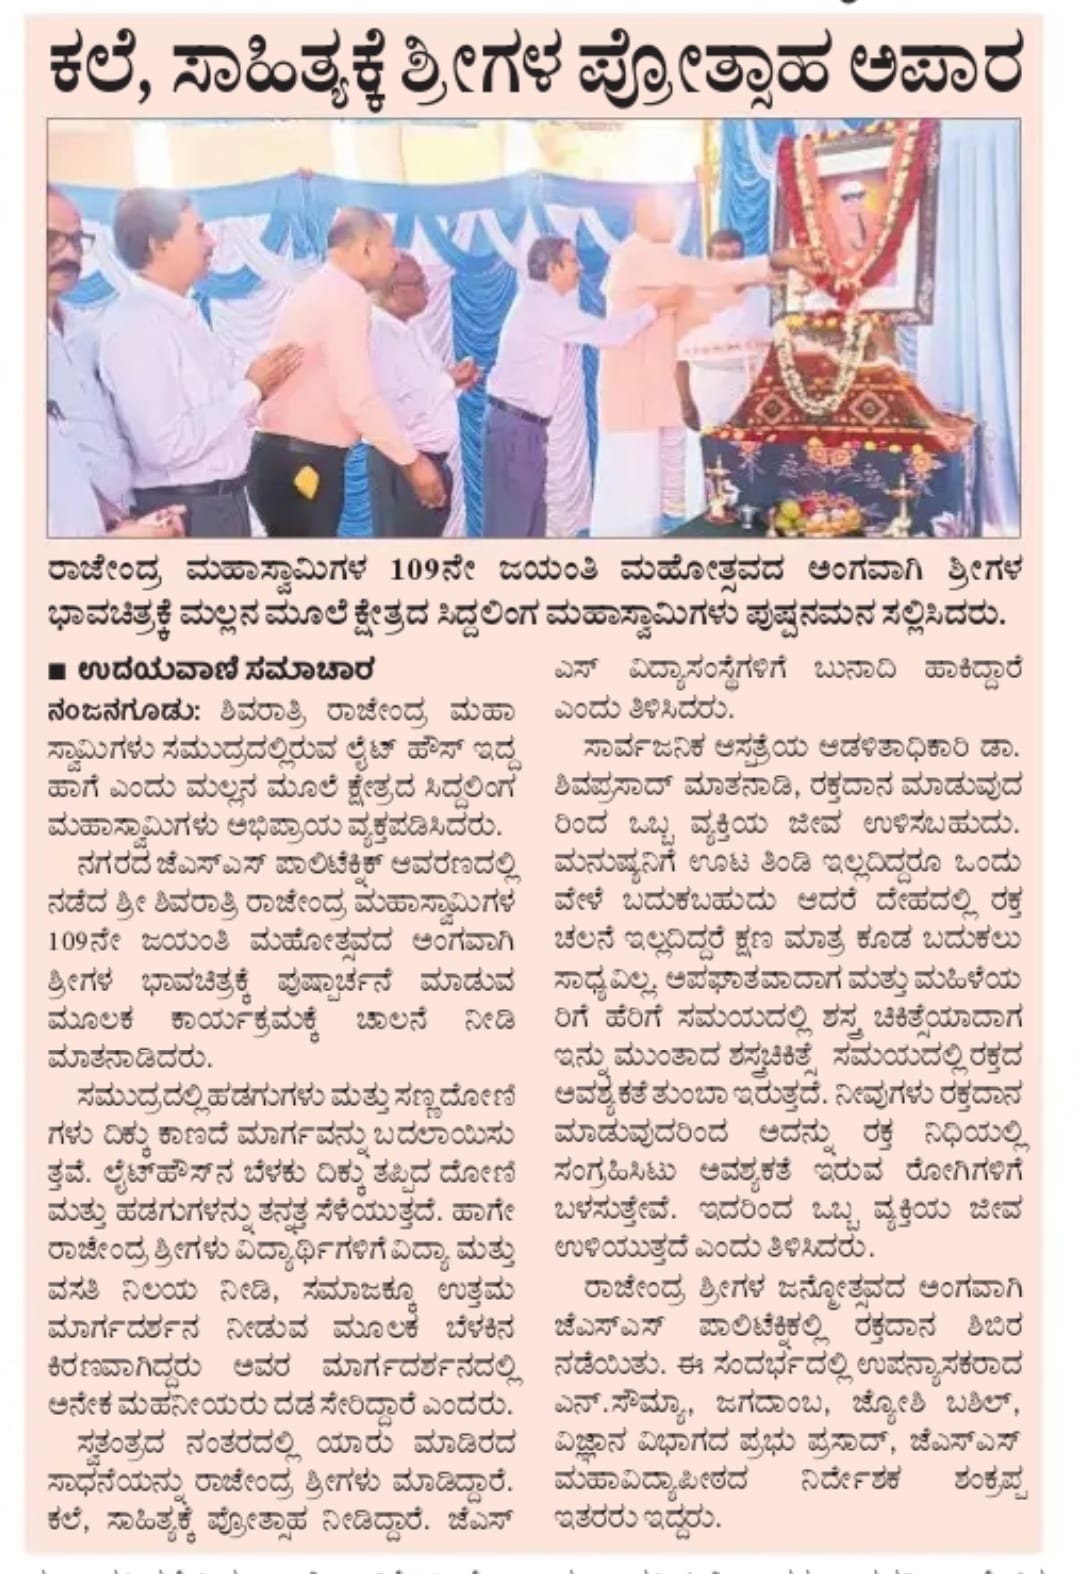 ಕಲೆ, ಸಾಹಿತ್ಯಕ್ಕೆ ಶ್ರೀಗಳ ಪ್ರೋತ್ಸಾಹ ಅಪಾರ
ರಾಜೇಂದ್ರ ಮಹಾಸ್ವಾಮಿಗಳ 109ನೇ ಜಯಂತಿ ಮಹೋತ್ಸವದ ಅಂಗವಾಗಿ ಶ್ರೀಗಳ
ಭಾವಚಿತ್ರಕ್ಕೆ ಮಲ್ಲನ ಮೂಲೆ ಕ್ಷೇತ್ರದ ಸಿದ್ದಲಿಂಗ ಮಹಾಸ್ವಾಮಿಗಳು ಪುಷ್ಪನಮನ ಸಲ್ಲಿಸಿದರು.
■ ಉದಯವಾಣಿ ಸಮಾಚಾರ
ನಂಜನಗೂಡು: ಶಿವರಾತ್ರಿ ರಾಜೇಂದ್ರ ಮಹಾ
ಸ್ವಾಮಿಗಳು ಸಮುದ್ರದಲ್ಲಿರುವ ಲೈಟ್ ಹೌಸ್ ಇದ್ದ
ಹಾಗೆ ಎಂದು ಮಲ್ಲನ ಮೂಲೆ ಕ್ಷೇತ್ರದ ಸಿದ್ದಲಿಂಗ
ಮಹಾಸ್ವಾಮಿಗಳು ಅಭಿಪ್ರಾಯ ವ್ಯಕ್ತಪಡಿಸಿದರು.
ನಗರದ ಜೆಎಸ್ಎಸ್ ಪಾಲಿಟೆಕ್ನಿಕ್ ಆವರಣದಲ್ಲಿ
ನಡೆದ ಶ್ರೀ ಶಿವರಾತ್ರಿ ರಾಜೇಂದ್ರ ಮಹಾಸ್ವಾಮಿಗಳ
109ನೇ ಜಯಂತಿ ಮಹೋತ್ಸವದ ಅಂಗವಾಗಿ
ಶ್ರೀಗಳ ಭಾವಚಿತ್ರಕ್ಕೆ ಪುಷ್ಪಾರ್ಚನೆ ಮಾಡುವ
ಮೂಲಕ ಕಾರ್ಯಕ್ರಮಕ್ಕೆ ಚಾಲನೆ ನೀಡಿ
ಮಾತನಾಡಿದರು.
ಸಮುದ್ರದಲ್ಲಿ ಹಡಗುಗಳು ಮತ್ತು ಸಣ್ಣ ದೋಣಿ
ಗಳು ದಿಕ್ಕು ಕಾಣದೆ ಮಾರ್ಗವನ್ನು ಬದಲಾಯಿಸು
ತ್ತವೆ. ಲೈಟ್‌ಹೌಸ್‌ನ ಬೆಳಕು ದಿಕ್ಕು ತಪ್ಪಿದ ದೋಣಿ
ಮತ್ತು ಹಡಗುಗಳನ್ನು ತನ್ನತ್ತ ಸೆಳೆಯುತ್ತದೆ. ಹಾಗೇ
ರಾಜೇಂದ್ರ ಶ್ರೀಗಳು ವಿದ್ಯಾರ್ಥಿಗಳಿಗೆ ವಿದ್ಯಾ ಮತ್ತು
ವಸತಿ ನಿಲಯ ನೀಡಿ, ಸಮಾಜಕ್ಕೂ ಉತ್ತಮ
ಮಾರ್ಗದರ್ಶನ ನೀಡುವ ಮೂಲಕ ಬೆಳಕಿನ
ಕಿರಣವಾಗಿದ್ದರು ಅವರ ಮಾರ್ಗದರ್ಶನದಲ್ಲಿ
ಅನೇಕ ಮಹನೀಯರು ದಡ ಸೇರಿದ್ದಾರೆ ಎಂದರು.
ಸ್ವತಂತ್ರದ ನಂತರದಲ್ಲಿ ಯಾರು ಮಾಡಿರದ
ಸಾಧನೆಯನ್ನು ರಾಜೇಂದ್ರ ಶ್ರೀಗಳು ಮಾಡಿದ್ದಾರೆ.
ಕಲೆ, ಸಾಹಿತ್ಯಕ್ಕೆ ಪ್ರೋತ್ಸಾಹ ನೀಡಿದ್ದಾರೆ. ಜೆಎಸ್
ಎಸ್ ವಿದ್ಯಾಸಂಸ್ಥೆಗಳಿಗೆ ಬುನಾದಿ ಹಾಕಿದ್ದಾರೆ
ಎಂದು ತಿಳಿಸಿದರು.
ಸಾರ್ವಜನಿಕ ಆಸ್ಪತ್ರೆಯ ಆಡಳಿತಾಧಿಕಾರಿ ಡಾ.
ಶಿವಪ್ರಸಾದ್ ಮಾತನಾಡಿ, ರಕ್ತದಾನ ಮಾಡುವುದ
ರಿಂದ ಒಬ್ಬ ವ್ಯಕ್ತಿಯ ಜೀವ ಉಳಿಸಬಹುದು.
ಮನುಷ್ಯನಿಗೆ ಊಟ ತಿಂಡಿ ಇಲ್ಲದಿದ್ದರೂ ಒಂದು
ವೇಳೆ ಬದುಕಬಹುದು ಆದರೆ ದೇಹದಲ್ಲಿ ರಕ್ತ
ಚಲನೆ ಇಲ್ಲದಿದ್ದರೆ ಕ್ಷಣ ಮಾತ್ರ ಕೂಡ ಬದುಕಲು
ಸಾಧ್ಯವಿಲ್ಲ. ಅಪಘಾತವಾದಾಗ ಮತ್ತು ಮಹಿಳೆಯ
ರಿಗೆ ಹೆರಿಗೆ ಸಮಯದಲ್ಲಿ ಶಸ್ತ್ರ ಚಿಕಿತ್ಸೆಯಾದಾಗ
ಇನ್ನು ಮುಂತಾದ ಶಸ್ತ್ರಚಿಕಿತ್ಸೆ ಸಮಯದಲ್ಲಿ ರಕ್ತದ
ಅವಶ್ಯಕತೆ ತುಂಬಾ ಇರುತ್ತದೆ. ನೀವುಗಳು ರಕ್ತದಾನ
ಮಾಡುವುದರಿಂದ ಅದನ್ನು ರಕ್ತ ನಿಧಿಯಲ್ಲಿ
ಸಂಗ್ರಹಿಸಿಟು ಅವಶ್ಯಕತೆ ಇರುವ ರೋಗಿಗಳಿಗೆ
ಬಳಸುತ್ತೇವೆ. ಇದರಿಂದ ಒಬ್ಬ ವ್ಯಕ್ತಿಯ ಜೀವ
ಉಳಿಯುತ್ತದೆ ಎಂದು ತಿಳಿಸಿದರು.
ರಾಜೇಂದ್ರ ಶ್ರೀಗಳ ಜನ್ಮೋತ್ಸವದ ಅಂಗವಾಗಿ
ಜೆಎಸ್ಎಸ್ ಪಾಲಿಟೆಕ್ನಿಕಲ್ಲಿ ರಕ್ತದಾನ ಶಿಬಿರ
ನಡೆಯಿತು. ಈ ಸಂದರ್ಭದಲ್ಲಿ ಉಪನ್ಯಾಸಕರಾದ
ಎನ್.ಸೌಮ್ಯಾ, ಜಗದಾಂಬ, ಜ್ಯೋಶಿ ಬಶಿಲ್,
ವಿಜ್ಞಾನ ವಿಭಾಗದ ಪ್ರಭು ಪ್ರಸಾದ್, ಜೆಎಸ್ಎಸ್
ಮಹಾವಿದ್ಯಾಪೀಠದ ನಿರ್ದೇಶಕ ಶಂಕ್ರಪ್ಪ
ಇತರರು ಇದ್ದರು.